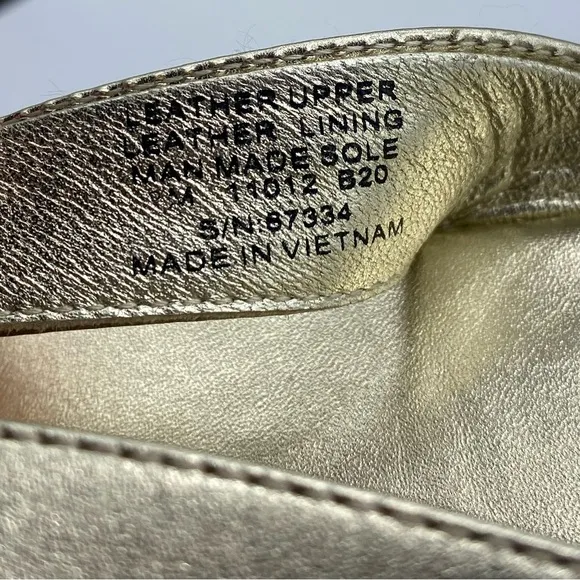 LEATHER UPPER
LEATHER LINING
MAN MADE SOLE
M 11012 B20
S/N:87334
MADE IN VIETNAM